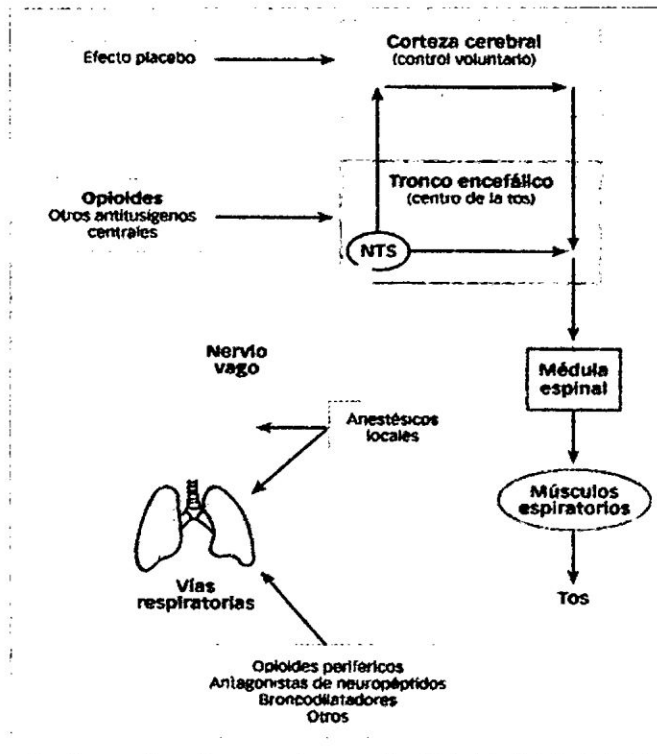 Efecto placebo
Corteza cerebral
(control voluntario)
Opioides
Otros antitusígenos
centrales
Tronco encefálico
(centro de la tos)
NTS
Nervio
vago
Anestésicos
locales
Médula
espinal
Músculos
espiratorios
Tos
Vías
respiratorias
Opioides periféricos
Antagonistas de neuropéptidos
Broncodilatadores
Otros